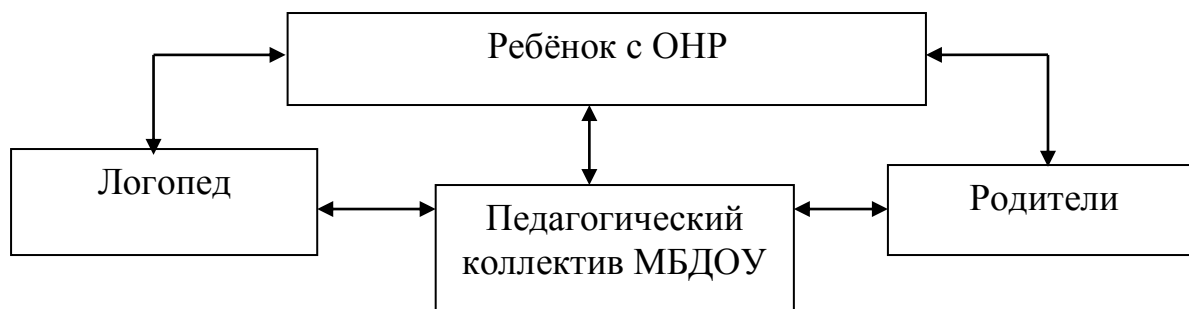 Ребёнок с ОНР
Логопед
Педагогический
коллектив МБДОУ
Родители